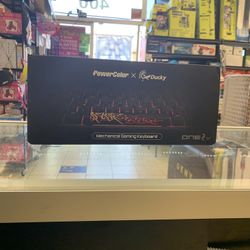 PowerColor × Ducky
Mechanical Gaming Keyboard
ONE 2